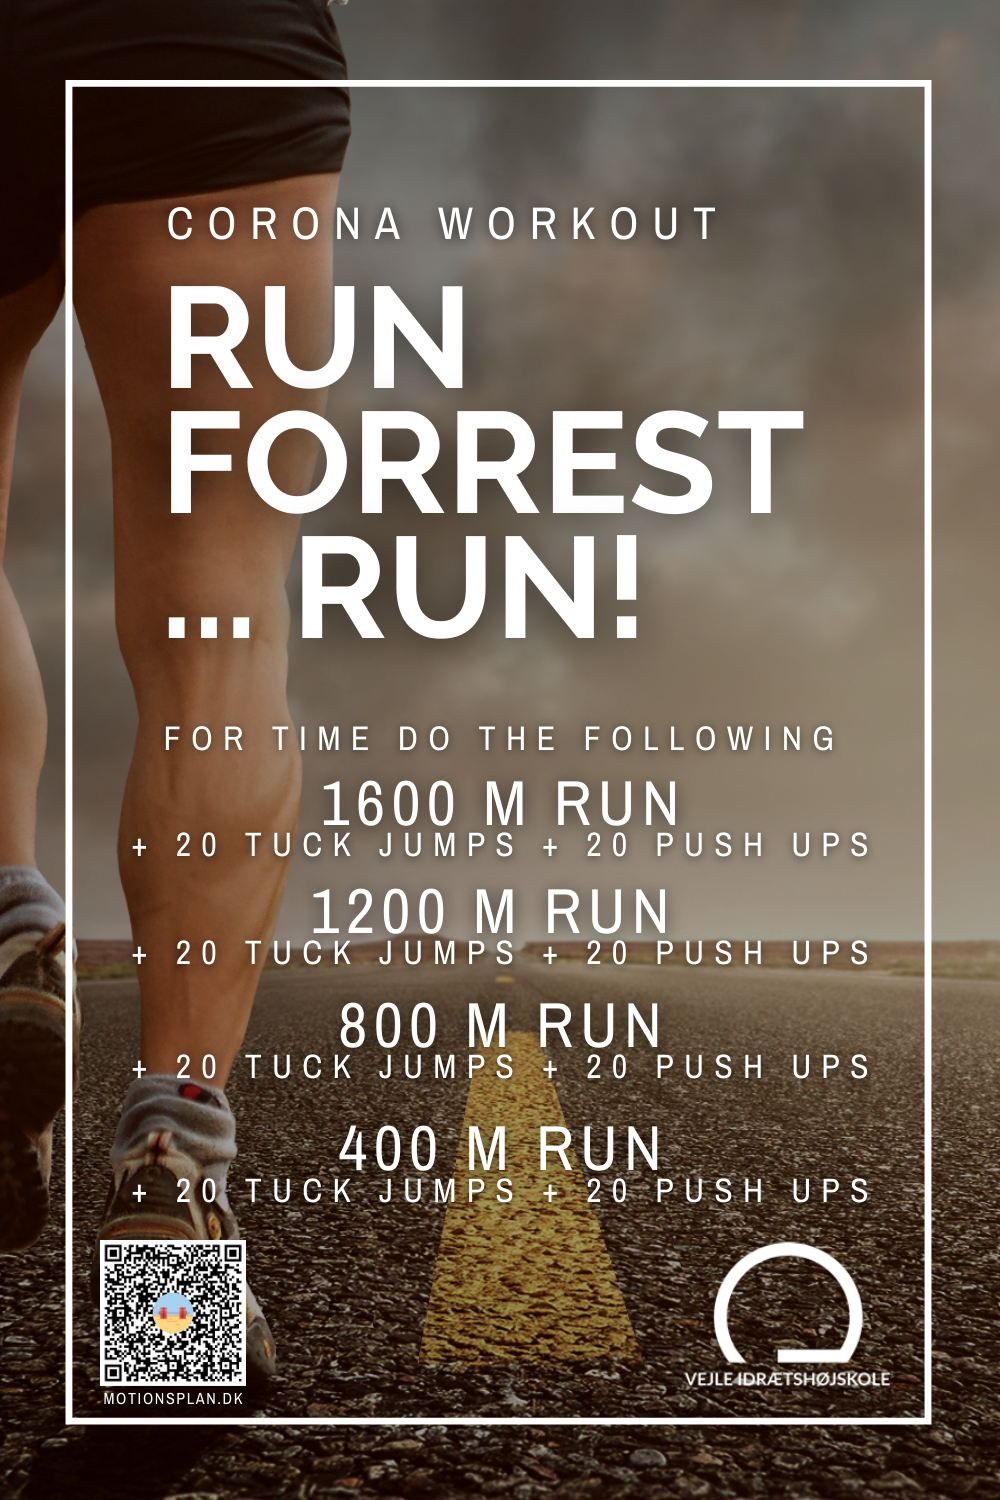 CORONA WORKOUT
RUN
FORREST
... RUN!
FOR TIME DO THE FOLLOWING
1600 M RUN
+ 20 TUCK JUMPS + 20 PUSH UPS
1200 M RUN
+ 20 TUCK JUMPS + 20 PUSH UPS
800 M RUN
+ 20 TUCK JUMPS + 20 PUSH UPS
400 M RUN
+ 20 TUCK JUMPS + 20 PUSH UPS
MOTIONSPLAN.DK
VEJLE IDRÆTSHØJSKOLE